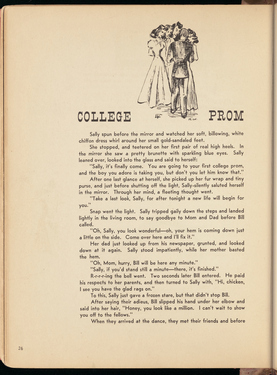 COLLEGE PROM
Sally spun before the mirror and watched her soft, billowing, white
chiffon dress whirl around her small gold-sandaled feet.
She stopped, and teetered on her first pair of real high heels. In
the mirror she saw a pretty brunette with sparkling blue eyes. Sally
leaned over, looked into the glass and said to herself:
"Sally, it's finally come. You are going to your first college prom,
and the boy you adore is taking you, but don't you let him know that."
After one last glance at herself, she picked up her fur wrap and tiny
purse, and just before shutting off the light, Sally-silently saluted herself
in the mirror. Through her mind, a fleeting thought went.
"Take a last look, Sally, for after tonight a new life will begin for
you."
Snap went the light. Sally tripped gaily down the steps and landed
lightly in the living room, to say goodbye to Mom and Dad before Bill
called.
"Oh, Sally, you look wonderful—oh, your hem is coming down just
a little on the side. Come over here and I'll fix it."
Her dad looked up from his newspaper, grunted, and looked
down at it again. Sally stood impatiently, while her mother basted
the hem.
"Oh, Mom, hurry, Bill will be here any minute."
"Sally, if you'd stand still a minute—there, it's finished."
R-r-r-ing the bell went. Two seconds later Bill entered. He paid
his respects to her parents, and then turned to Sally with, "Hi, chicken,
I see you have the glad rags on."
To this, Sally just gave a frozen stare, but that didn't stop Bill.
After saying their adieus, Bill slipped his hand under her elbow and
said into her hair, "Honey, you look like a million. I can't wait to show
you off to the fellows."
When they arrived at the dance, they met their friends and before